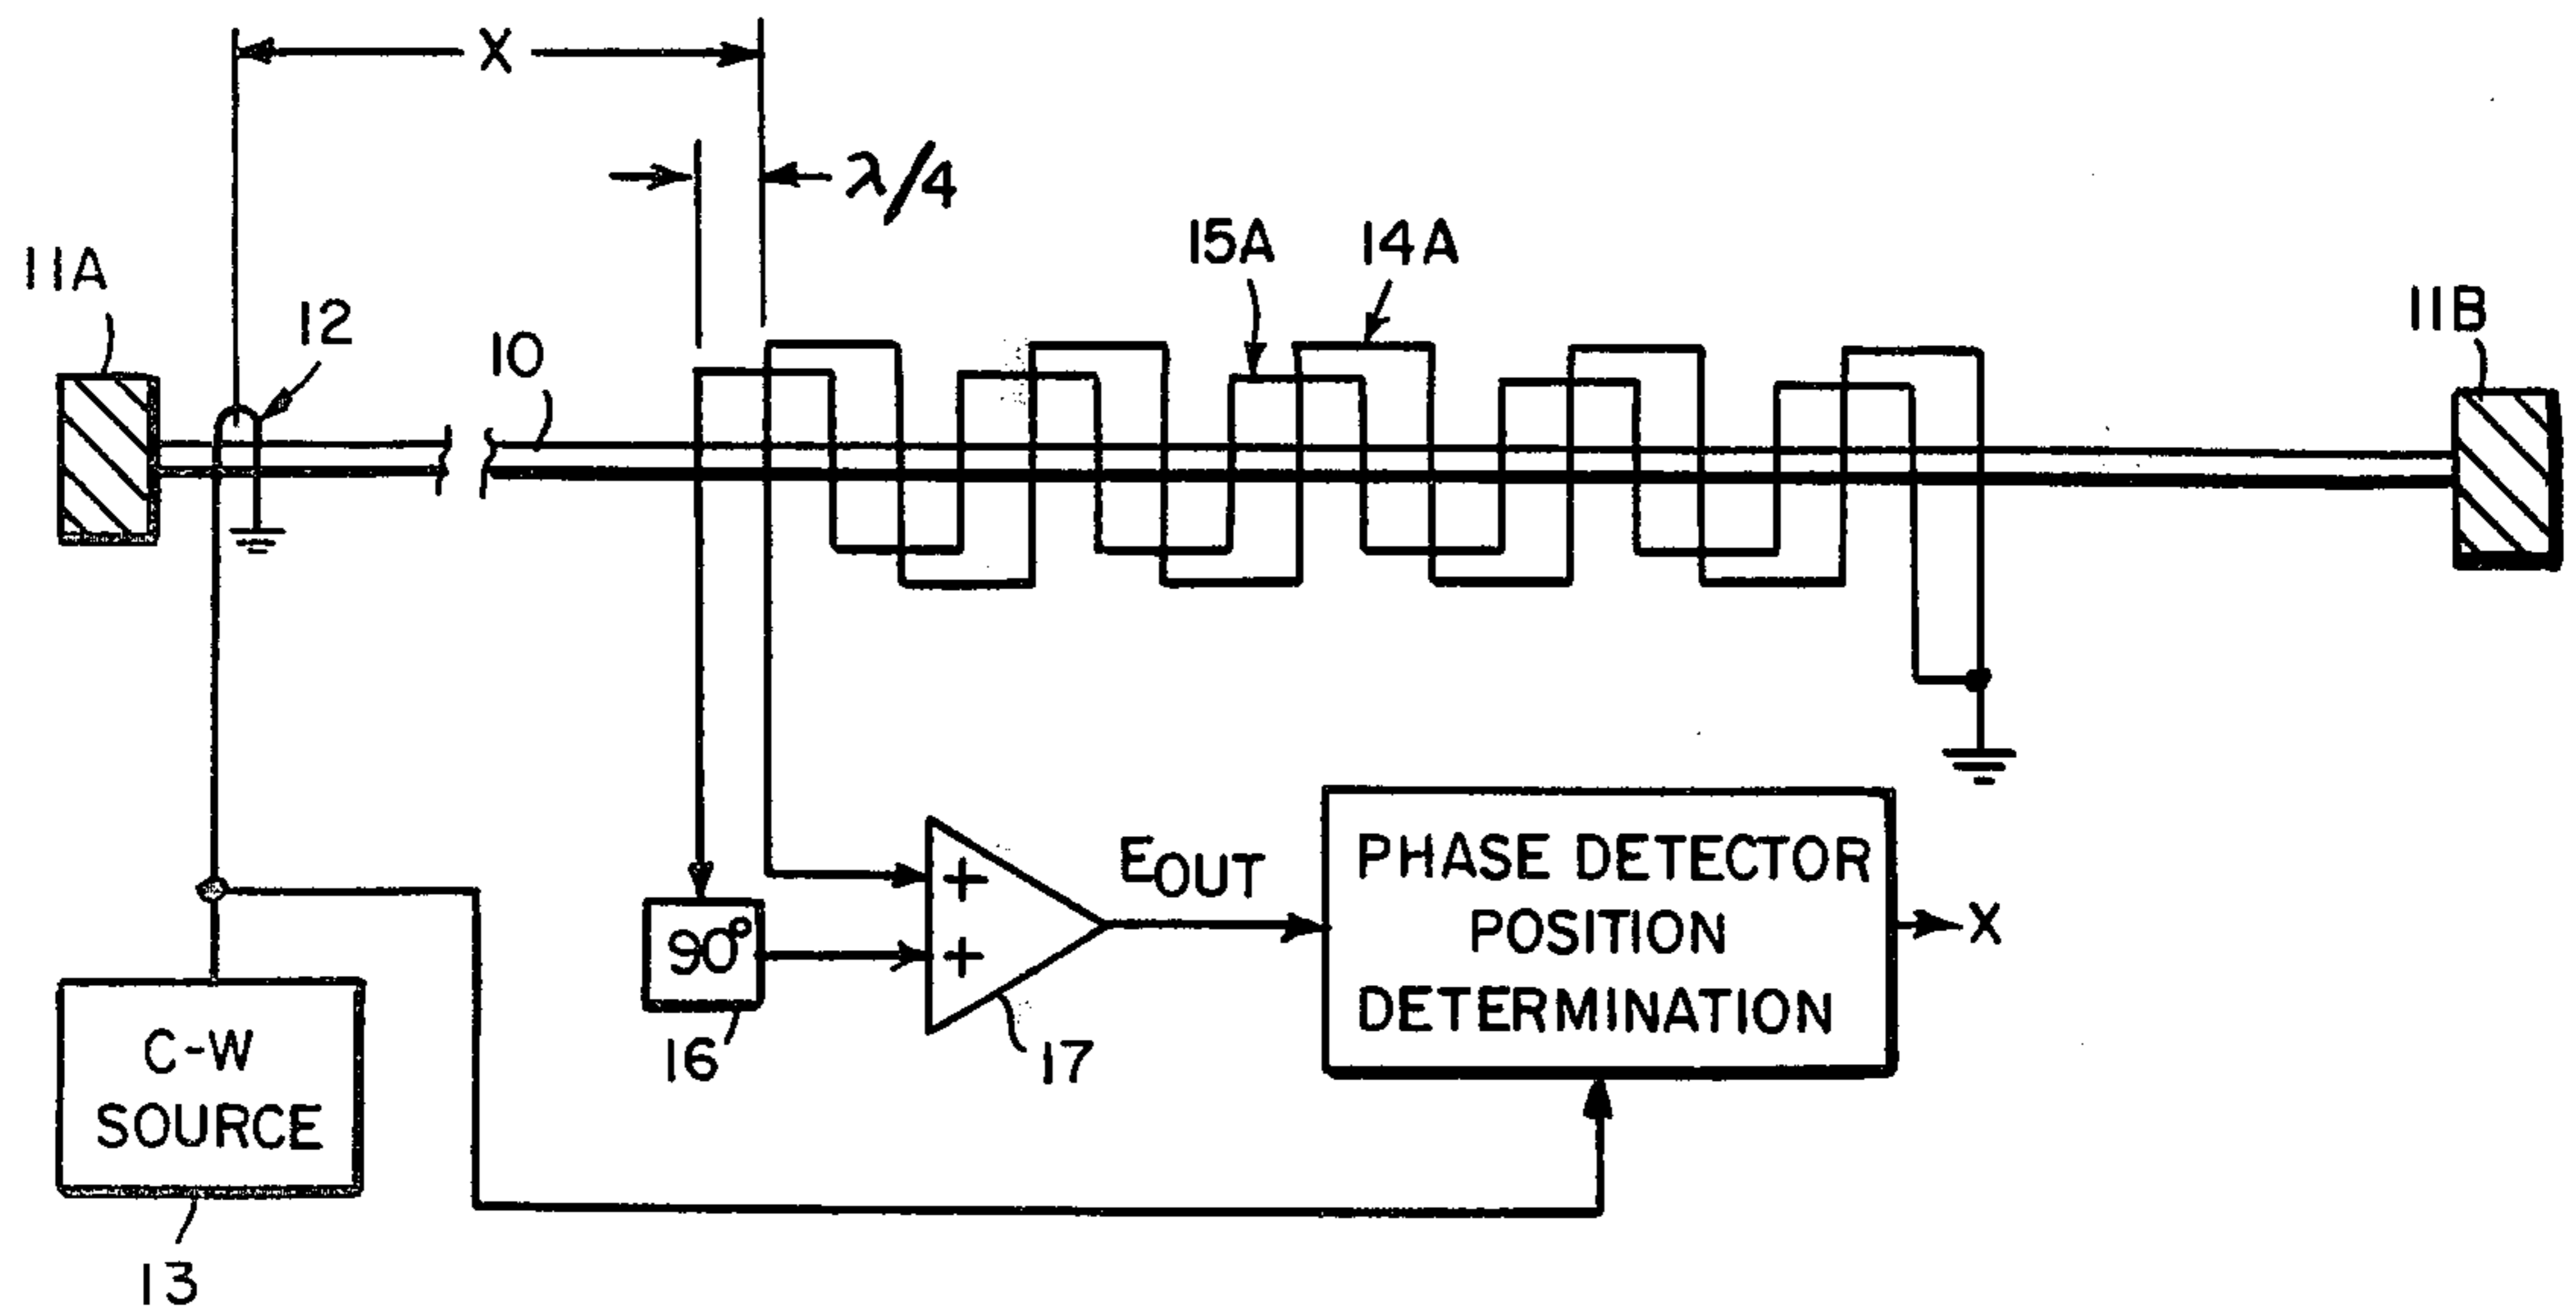 X
λ/4
15A 14A
11A 12 10 11B
EOUT
PHASE DETECTOR
POSITION
DETERMINATION
X
+
+
90°
16 17
C-W
SOURCE
13